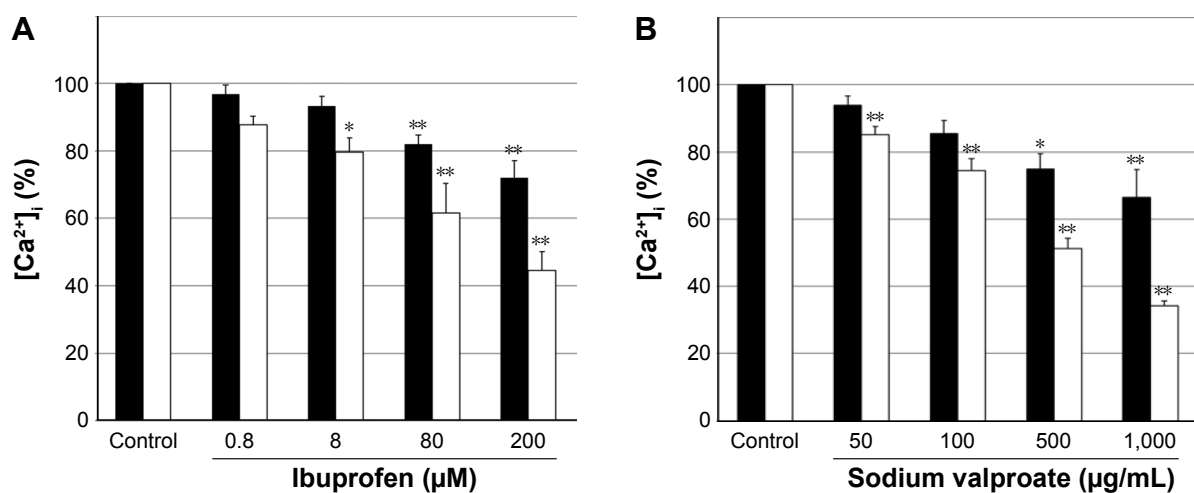 A
[Ca²⁺]ᵢ (%)
100
80
60
40
20
0
*
**
**
**
**
Control 0.8 8 80 200
Ibuprofen (µM)
B
[Ca²⁺]ᵢ (%)
100
80
60
40
20
0
**
**
*
**
**
**
Control 50 100 500 1,000
Sodium valproate (µg/mL)